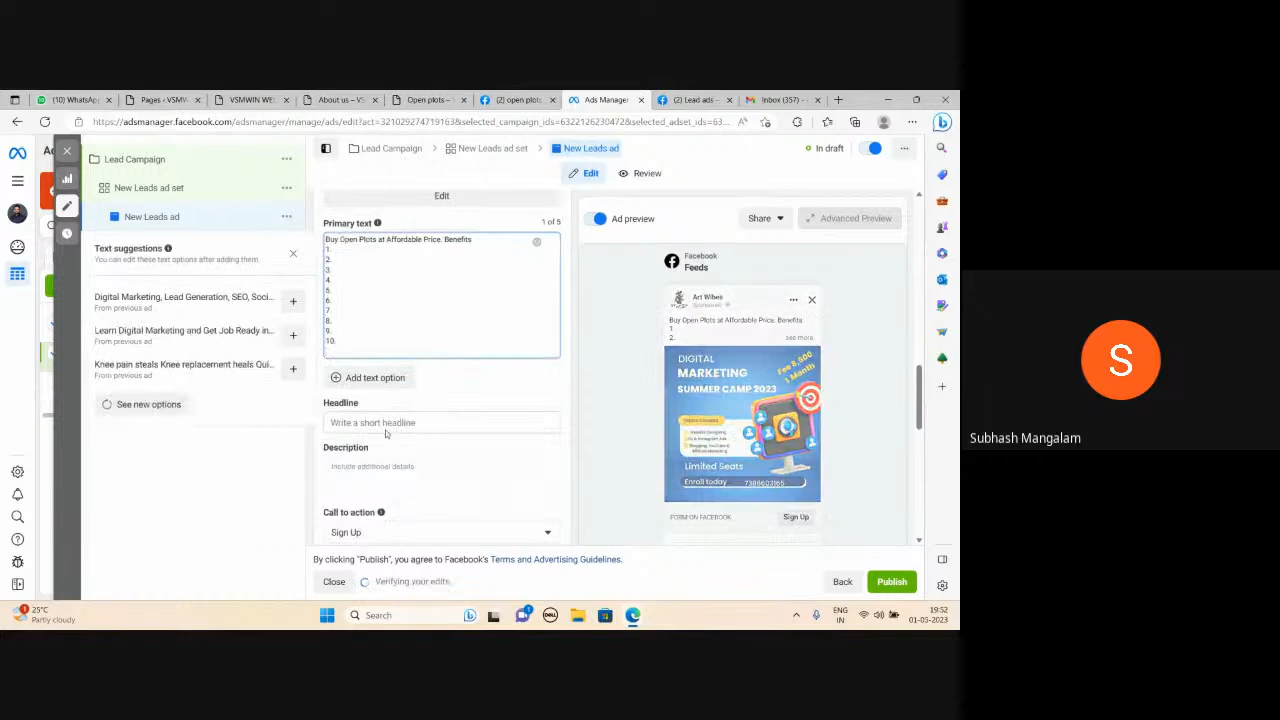 (10) WhatsAp
Pages ‹ VSMW
VSMWIN WE
About us – VS
Open plots – V
(2) open plots
Ads Manager
(2) Lead ads -
Inbox (357) -
https://adsmanager.facebook.com/adsmanager/manage/ads/edit?act=321029274719163&selected_campaign_ids=6322126230472&selected_adset_ids=63...
Lead Campaign
New Leads ad set
New Leads ad
In draft
Edit
Review
Lead Campaign
New Leads ad set
New Leads ad
Text suggestions
You can edit these text options after adding them.
Digital Marketing, Lead Generation, SEO, Soci...
From previous ad
Learn Digital Marketing and Get Job Ready in...
From previous ad
Knee pain steals Knee replacement heals Qui...
From previous ad
See new options
Edit
Primary text
1 of 5
Buy Open Plots at Affordable Price. Benefits
1.
2.
3.
4.
5.
6.
7.
8.
9.
10.
Add text option
Headline
Write a short headline
Description
Include additional details
Call to action
Sign Up
Ad preview
Share
Advanced Preview
Facebook
Feeds
Art Wibes
Sponsored
Buy Open Plots at Affordable Price. Benefits
1
2.
see more
DIGITAL
MARKETING
SUMMER CAMP 2023
Fee 8,500
1 Month
Limited Seats
Enroll today
7386603165
FORM ON FACEBOOK
Sign Up
By clicking "Publish", you agree to Facebook's Terms and Advertising Guidelines.
Close
Verifying your edits.
Back
Publish
25°C
Partly cloudy
Search
ENG
IN
19:52
01-05-2023
S
Subhash Mangalam